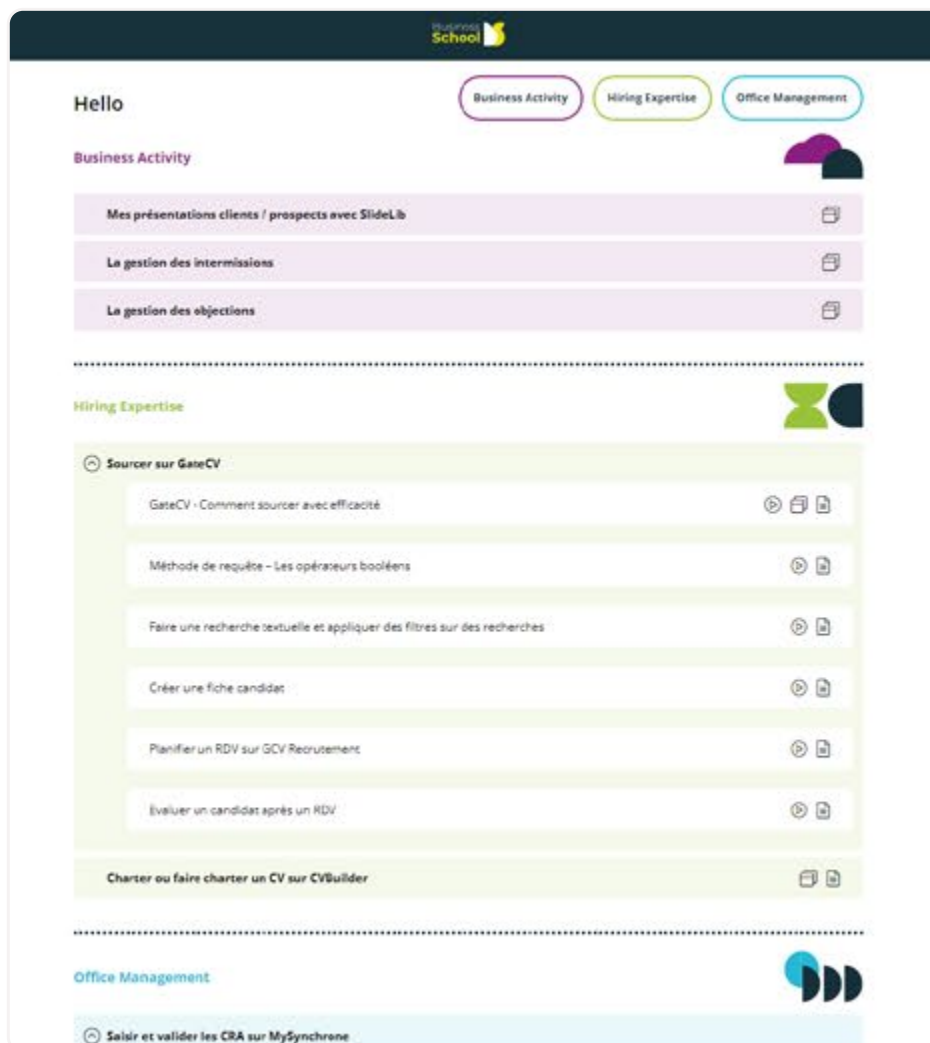 Business
School
Hello
Business Activity
Hiring Expertise
Office Management
Business Activity
Mes présentations clients / prospects avec SlideLib
La gestion des intermissions
La gestion des objections
Hiring Expertise
Sourcer sur GateCV
GateCV - Comment sourcer avec efficacité
Méthode de requête – Les opérateurs booléens
Faire une recherche textuelle et appliquer des filtres sur des recherches
Créer une fiche candidat
Planifier un RDV sur GCV Recrutement
Evaluer un candidat après un RDV
Charter ou faire charter un CV sur CVBuilder
Office Management
Saisir et valider les CRA sur MySynchrone